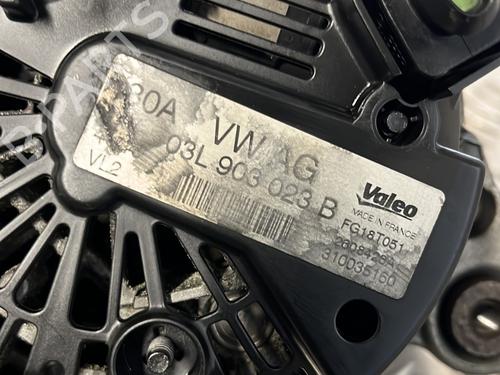 VW AG
03L 903 023 B
VL2
Valeo
MADE IN FRANCE
FG18T051
310035160